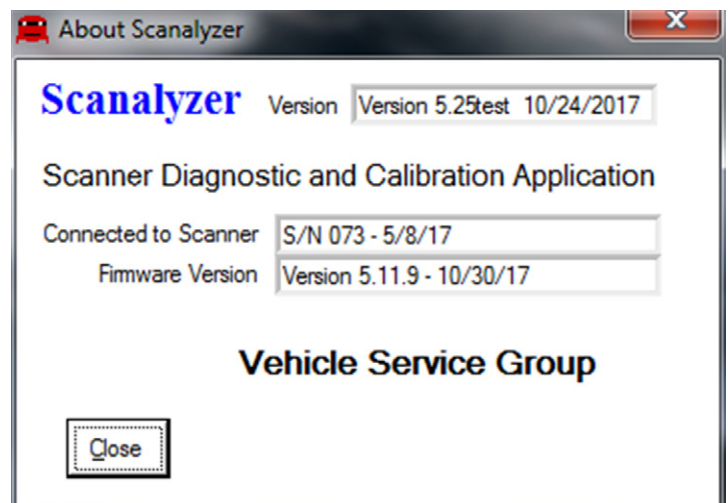 About Scanalyzer
Scanalyzer Version Version 5.25test 10/24/2017
Scanner Diagnostic and Calibration Application
Connected to Scanner S/N 073 - 5/8/17
Firmware Version Version 5.11.9 - 10/30/17
Vehicle Service Group
Close